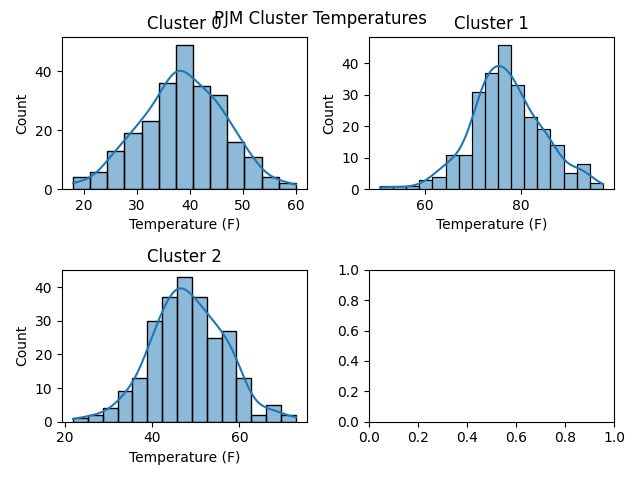 PJM Cluster Temperatures
Cluster 0
Cluster 1
Count
40
20
0
20 30 40 50 60
Temperature (F)
Count
40
30
20
10
0
60 80
Temperature (F)
Cluster 2
Count
40
30
20
10
0
20 40 60
Temperature (F)
1.0
0.8
0.6
0.4
0.2
0.0
0.0 0.2 0.4 0.6 0.8 1.0